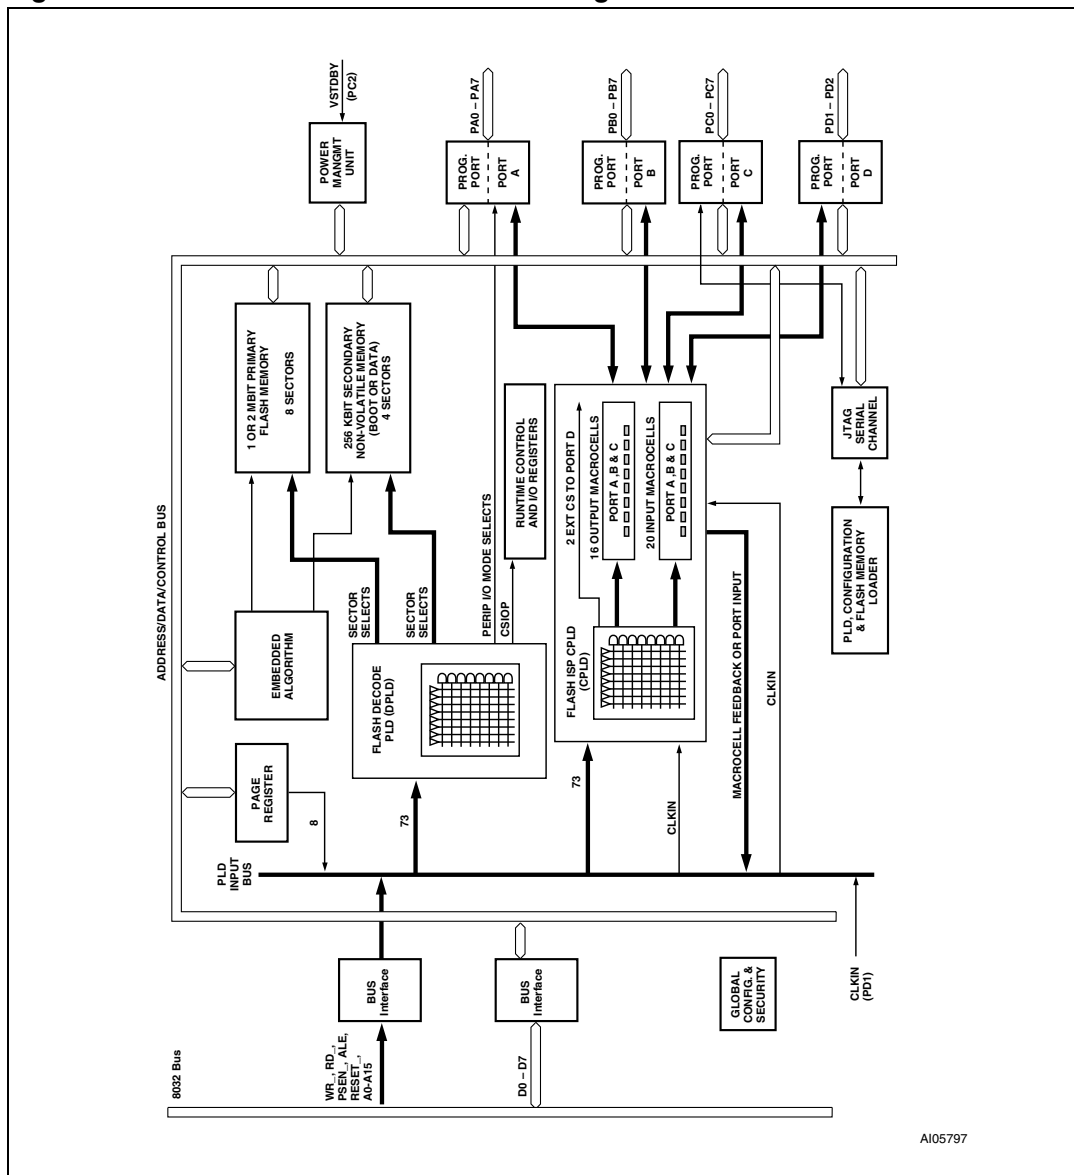 ADDRESS/DATA/CONTROL BUS
VSTDBY
(PC2)
POWER
MANGMT
UNIT
PA0 – PA7
PROG.
PORT
PORT
A
PB0 – PB7
PROG.
PORT
PORT
B
PC0 – PC7
PROG.
PORT
PORT
C
PD1 – PD2
PROG.
PORT
PORT
D
1 OR 2 MBIT PRIMARY
FLASH MEMORY
8 SECTORS
256 KBIT SECONDARY
NON-VOLATILE MEMORY
(BOOT OR DATA)
4 SECTORS
RUNTIME CONTROL
AND I/O REGISTERS
PERIP I/O MODE SELECTS
CSIOP
SECTOR
SELECTS
SECTOR
SELECTS
2 EXT CS TO PORT D
16 OUTPUT MACROCELLS
PORT A,B & C
20 INPUT MACROCELLS
PORT A,B & C
JTAG
SERIAL
CHANNEL
PLD, CONFIGURATION
& FLASH MEMORY
LOADER
EMBEDDED
ALGORITHM
FLASH DECODE
PLD (DPLD)
FLASH ISP CPLD
(CPLD)
PAGE
REGISTER
8
73
73
CLKIN
MACROCELL FEEDBACK OR PORT INPUT
CLKIN
PLD
INPUT
BUS
BUS
Interface
BUS
Interface
GLOBAL
CONFIG. &
SECURITY
CLKIN
(PD1)
8032 Bus
WR_, RD_,
PSEN_, ALE,
RESET_,
A0-A15
D0 – D7
AI05797